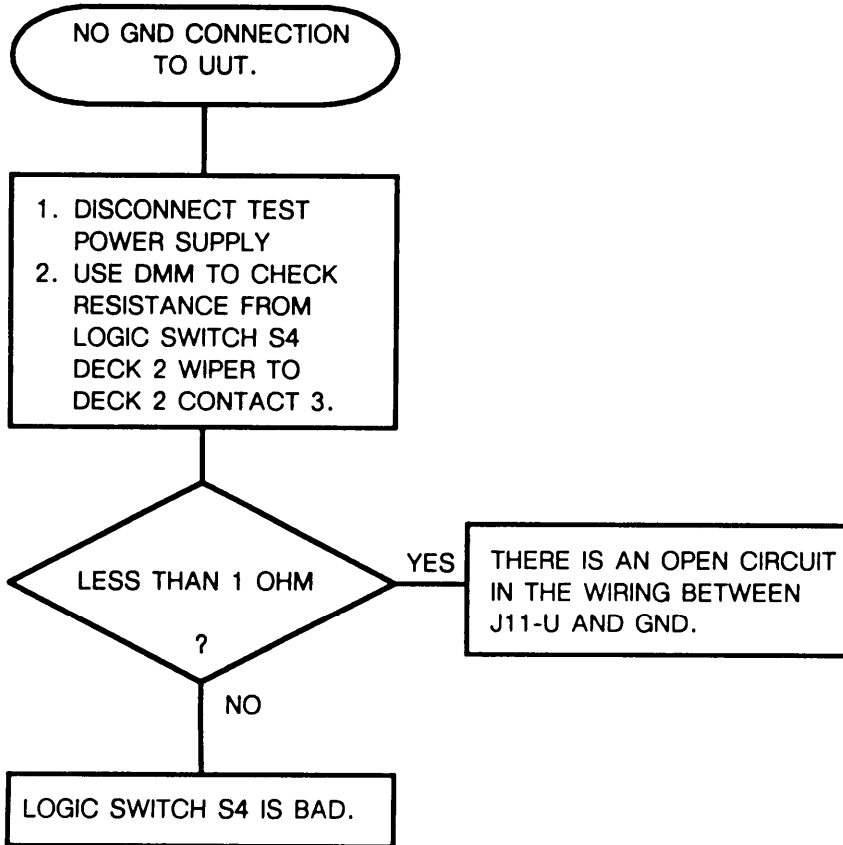 NO GND CONNECTION
TO UUT.
1. DISCONNECT TEST
POWER SUPPLY
2. USE DMM TO CHECK
RESISTANCE FROM
LOGIC SWITCH S4
DECK 2 WIPER TO
DECK 2 CONTACT 3.
LESS THAN 1 OHM
?
YES
THERE IS AN OPEN CIRCUIT
IN THE WIRING BETWEEN
J11-U AND GND.
NO
LOGIC SWITCH S4 IS BAD.